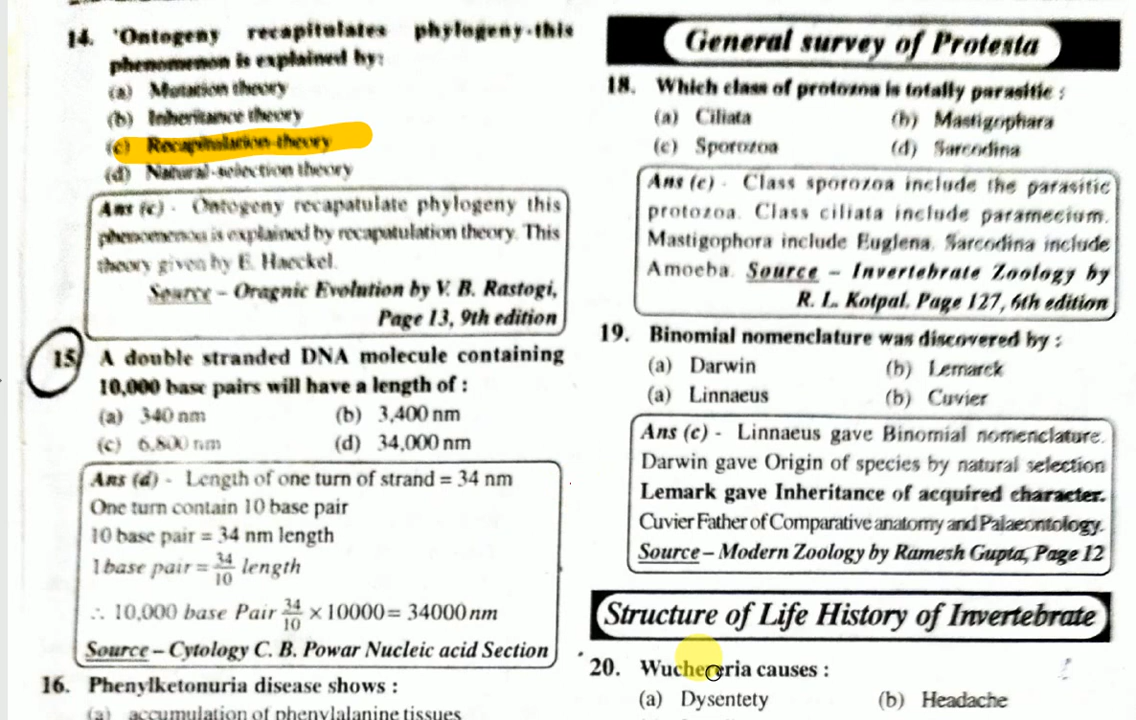 14. 'Ontogeny recapitulates phylogeny-this
phenomenon is explained by:
(a) Mutation theory
(b) Inheritance theory
(c) Recapitulation theory
(d) Natural-selection theory
Ans (c) - Ontogeny recapatulate phylogeny this
phenomenon is explained by recapatulation theory. This
theory given by E. Haeckel.
Source – Oragnic Evolution by V. B. Rastogi,
Page 13, 9th edition
15. A double stranded DNA molecule containing
10,000 base pairs will have a length of :
(a) 340 nm (b) 3,400 nm
(c) 6,800 nm (d) 34,000 nm
Ans (d) - Length of one turn of strand = 34 nm
One turn contain 10 base pair
10 base pair = 34 nm length
1 base pair = 34/10 length
∴ 10,000 base Pair 34/10 × 10000 = 34000 nm
Source – Cytology C. B. Powar Nucleic acid Section
16. Phenylketonuria disease shows :
(a) accumulation of phenylalanine tissues
General survey of Protesta
18. Which class of protozoa is totally parasitic :
(a) Ciliata (b) Mastigophara
(c) Sporozoa (d) Sarcodina
Ans (c) - Class sporozoa include the parasitic
protozoa. Class ciliata include paramecium.
Mastigophora include Euglena. Sarcodina include
Amoeba. Source – Invertebrate Zoology by
R. L. Kotpal, Page 127, 6th edition
19. Binomial nomenclature was discovered by :
(a) Darwin (b) Lemarck
(a) Linnaeus (b) Cuvier
Ans (c) - Linnaeus gave Binomial nomenclature.
Darwin gave Origin of species by natural selection
Lemark gave Inheritance of acquired character.
Cuvier Father of Comparative anatomy and Palaeontology.
Source – Modern Zoology by Ramesh Gupta, Page 12
Structure of Life History of Invertebrate
20. Wuchereria causes :
(a) Dysentety (b) Headache